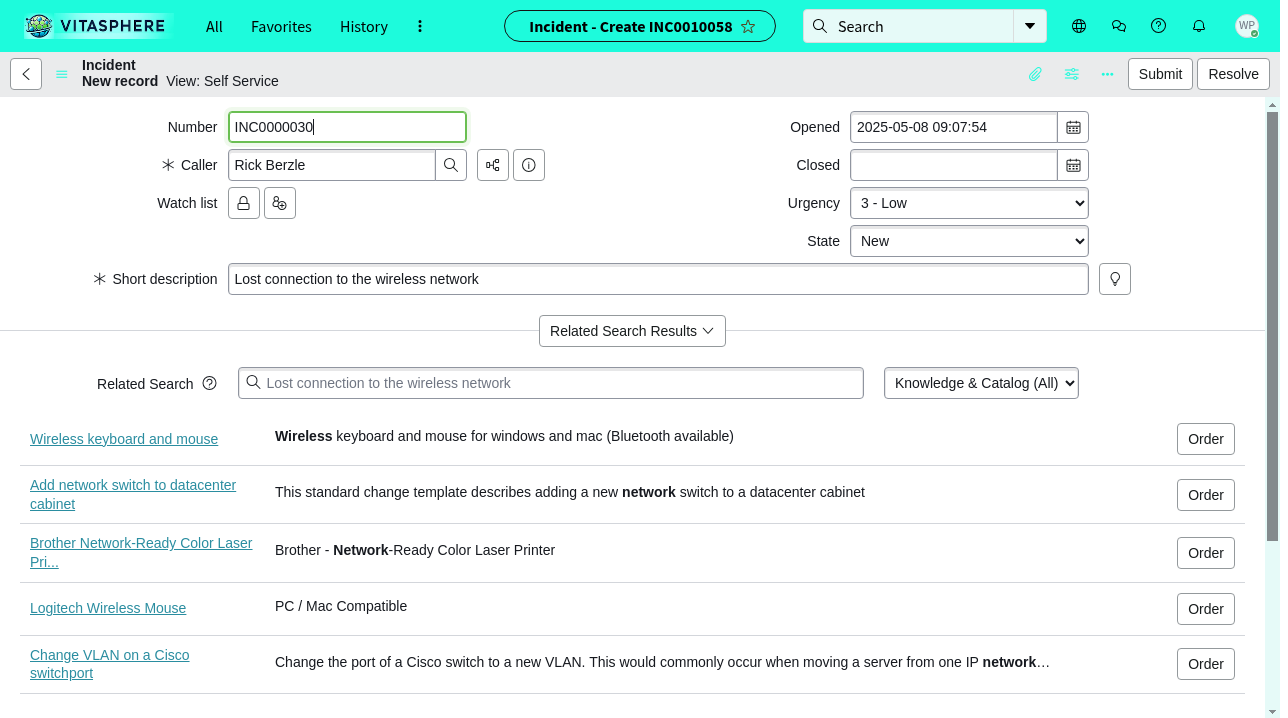 VITASPHERE
All
Favorites
History
Incident - Create INC0010058
Search
WP
Incident
New record View: Self Service
Submit
Resolve
Number
INC0000030
Opened
2025-05-08 09:07:54
Caller
Rick Berzle
Closed
Watch list
Urgency
3 - Low
State
New
Short description
Lost connection to the wireless network
Related Search Results
Related Search
Lost connection to the wireless network
Knowledge & Catalog (All)
Wireless keyboard and mouse
Wireless keyboard and mouse for windows and mac (Bluetooth available)
Order
Add network switch to datacenter
cabinet
This standard change template describes adding a new network switch to a datacenter cabinet
Order
Brother Network-Ready Color Laser
Pri...
Brother - Network-Ready Color Laser Printer
Order
Logitech Wireless Mouse
PC / Mac Compatible
Order
Change VLAN on a Cisco
switchport
Change the port of a Cisco switch to a new VLAN. This would commonly occur when moving a server from one IP network…
Order